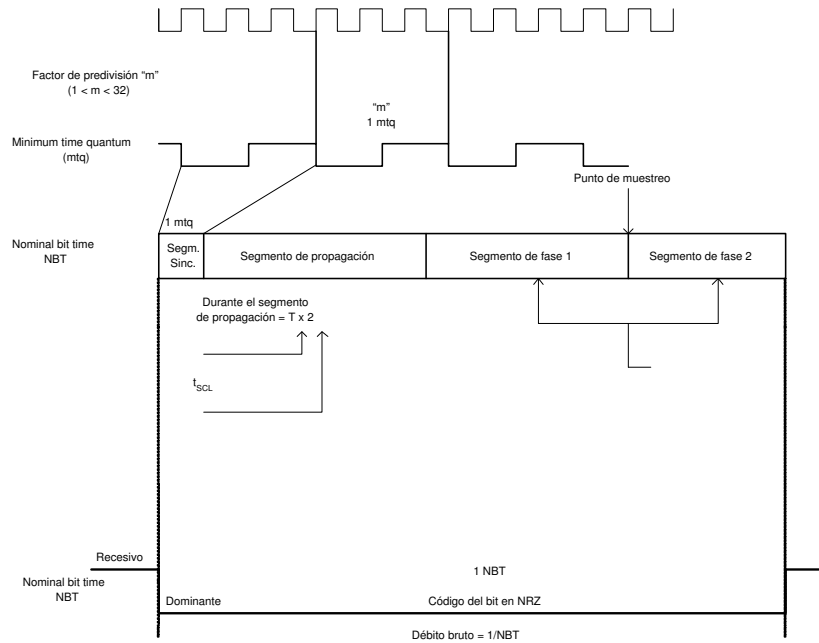 Factor de predivisión “m”
(1 < m < 32)
“m”
1 mtq
Minimum time quantum
(mtq)
Punto de muestreo
1 mtq
Nominal bit time
NBT
Segm.
Sinc.
Segmento de propagación
Segmento de fase 1
Segmento de fase 2
Durante el segmento
de propagación = T x 2
tSCL
Recesivo
Nominal bit time
NBT
1 NBT
Dominante
Código del bit en NRZ
Débito bruto = 1/NBT